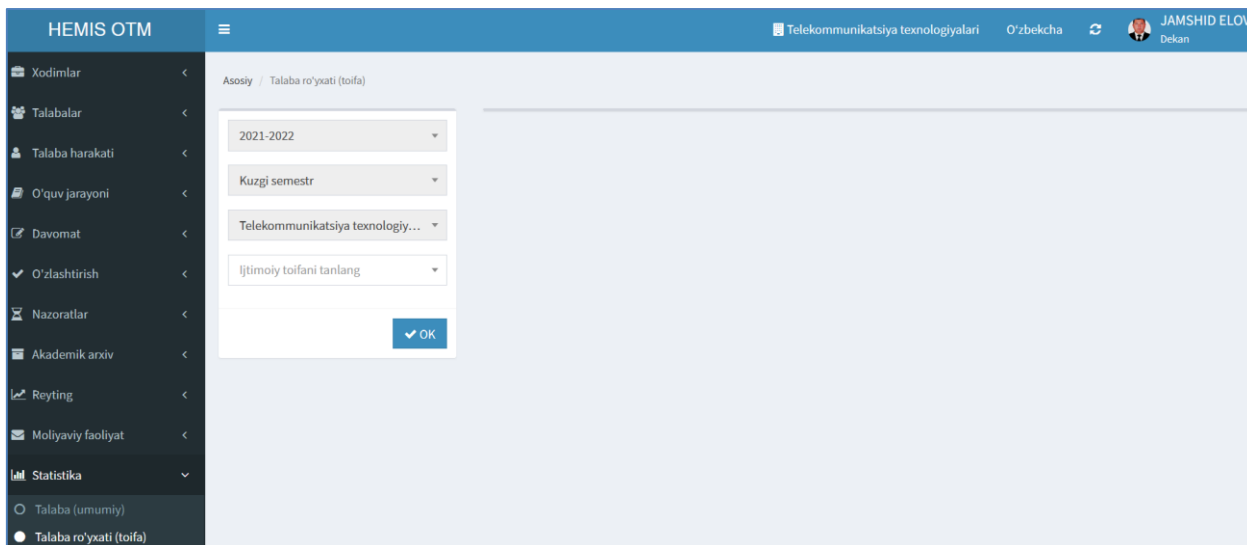 HEMIS OTM
Telekommunikatsiya texnologiyalari
O'zbekcha
JAMSHID ELOV
Dekan
Xodimlar
Talabalar
Talaba harakati
O'quv jarayoni
Davomat
O'zlashtirish
Nazoratlar
Akademik arxiv
Reyting
Moliyaviy faoliyat
Statistika
Talaba (umumiy)
Talaba ro'yxati (toifa)
Asosiy / Talaba ro'yxati (toifa)
2021-2022
Kuzgi semestr
Telekommunikatsiya texnologiy...
Ijtimoiy toifani tanlang
OK